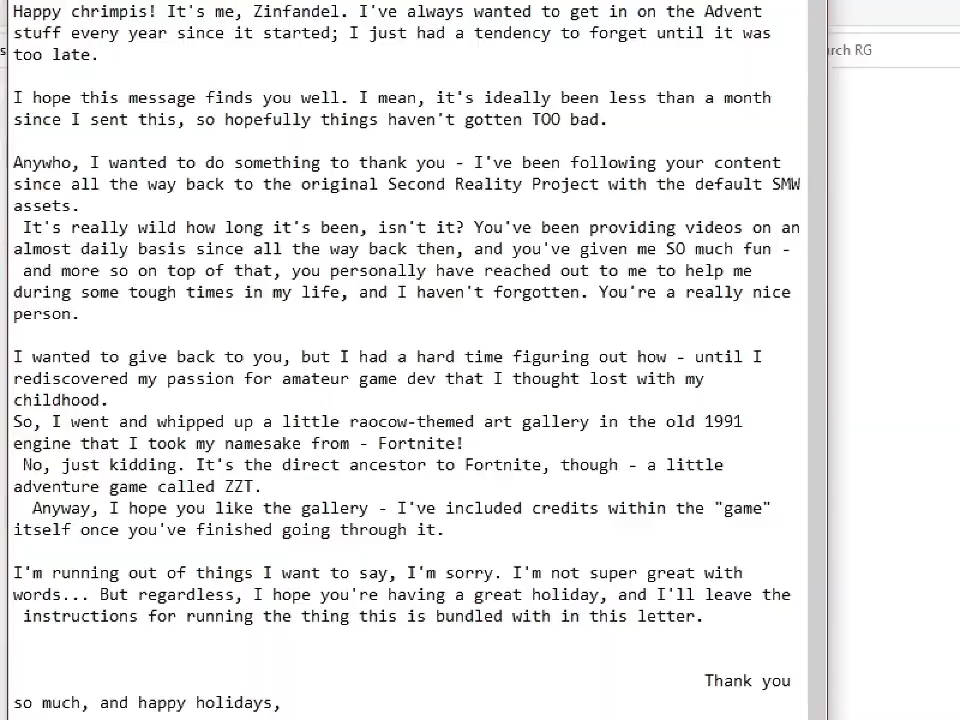 Happy chrimpis! It's me, Zinfandel. I've always wanted to get in on the Advent
stuff every year since it started; I just had a tendency to forget until it was
too late.
I hope this message finds you well. I mean, it's ideally been less than a month
since I sent this, so hopefully things haven't gotten TOO bad.
Anywho, I wanted to do something to thank you - I've been following your content
since all the way back to the original Second Reality Project with the default SMW
assets.
It's really wild how long it's been, isn't it? You've been providing videos on an
almost daily basis since all the way back then, and you've given me SO much fun -
and more so on top of that, you personally have reached out to me to help me
during some tough times in my life, and I haven't forgotten. You're a really nice
person.
I wanted to give back to you, but I had a hard time figuring out how - until I
rediscovered my passion for amateur game dev that I thought lost with my
childhood.
So, I went and whipped up a little raocow-themed art gallery in the old 1991
engine that I took my namesake from - Fortnite!
No, just kidding. It's the direct ancestor to Fortnite, though - a little
adventure game called ZZT.
Anyway, I hope you like the gallery - I've included credits within the "game"
itself once you've finished going through it.
I'm running out of things I want to say, I'm sorry. I'm not super great with
words... But regardless, I hope you're having a great holiday, and I'll leave the
instructions for running the thing this is bundled with in this letter.
Thank you
so much, and happy holidays,
s
rch RG